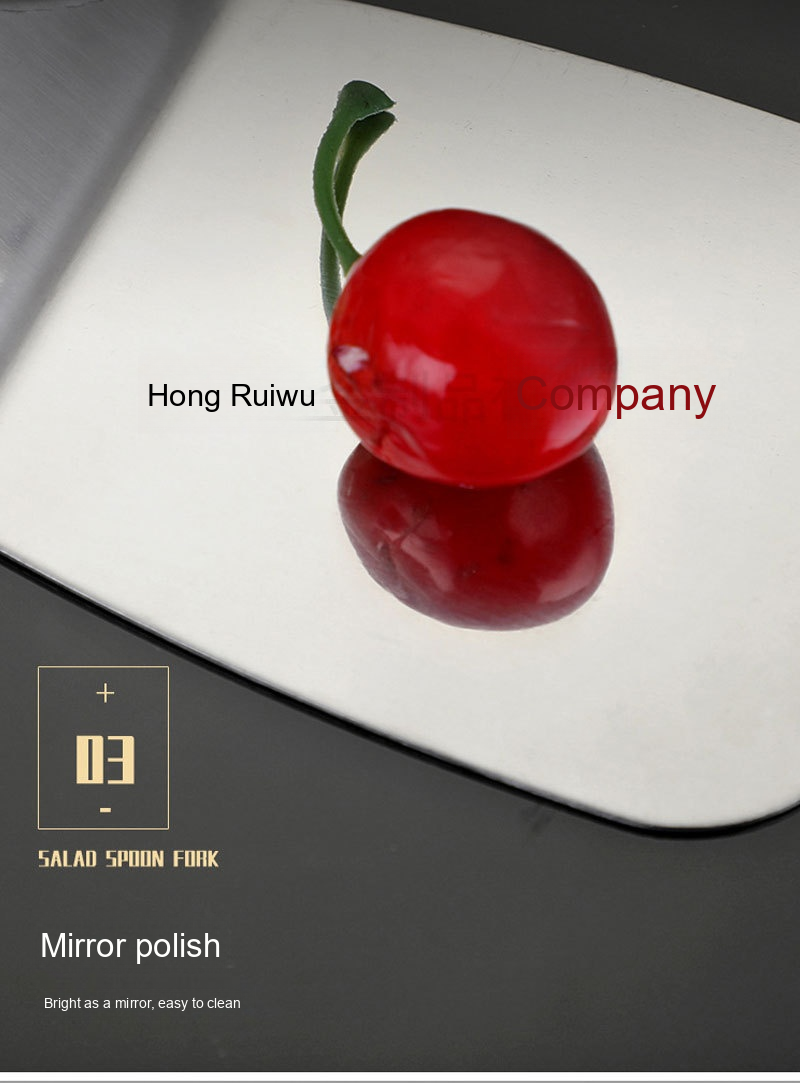 Hong Ruiwu Company
03
SALAD SPOON FORK
Mirror polish
Bright as a mirror, easy to clean